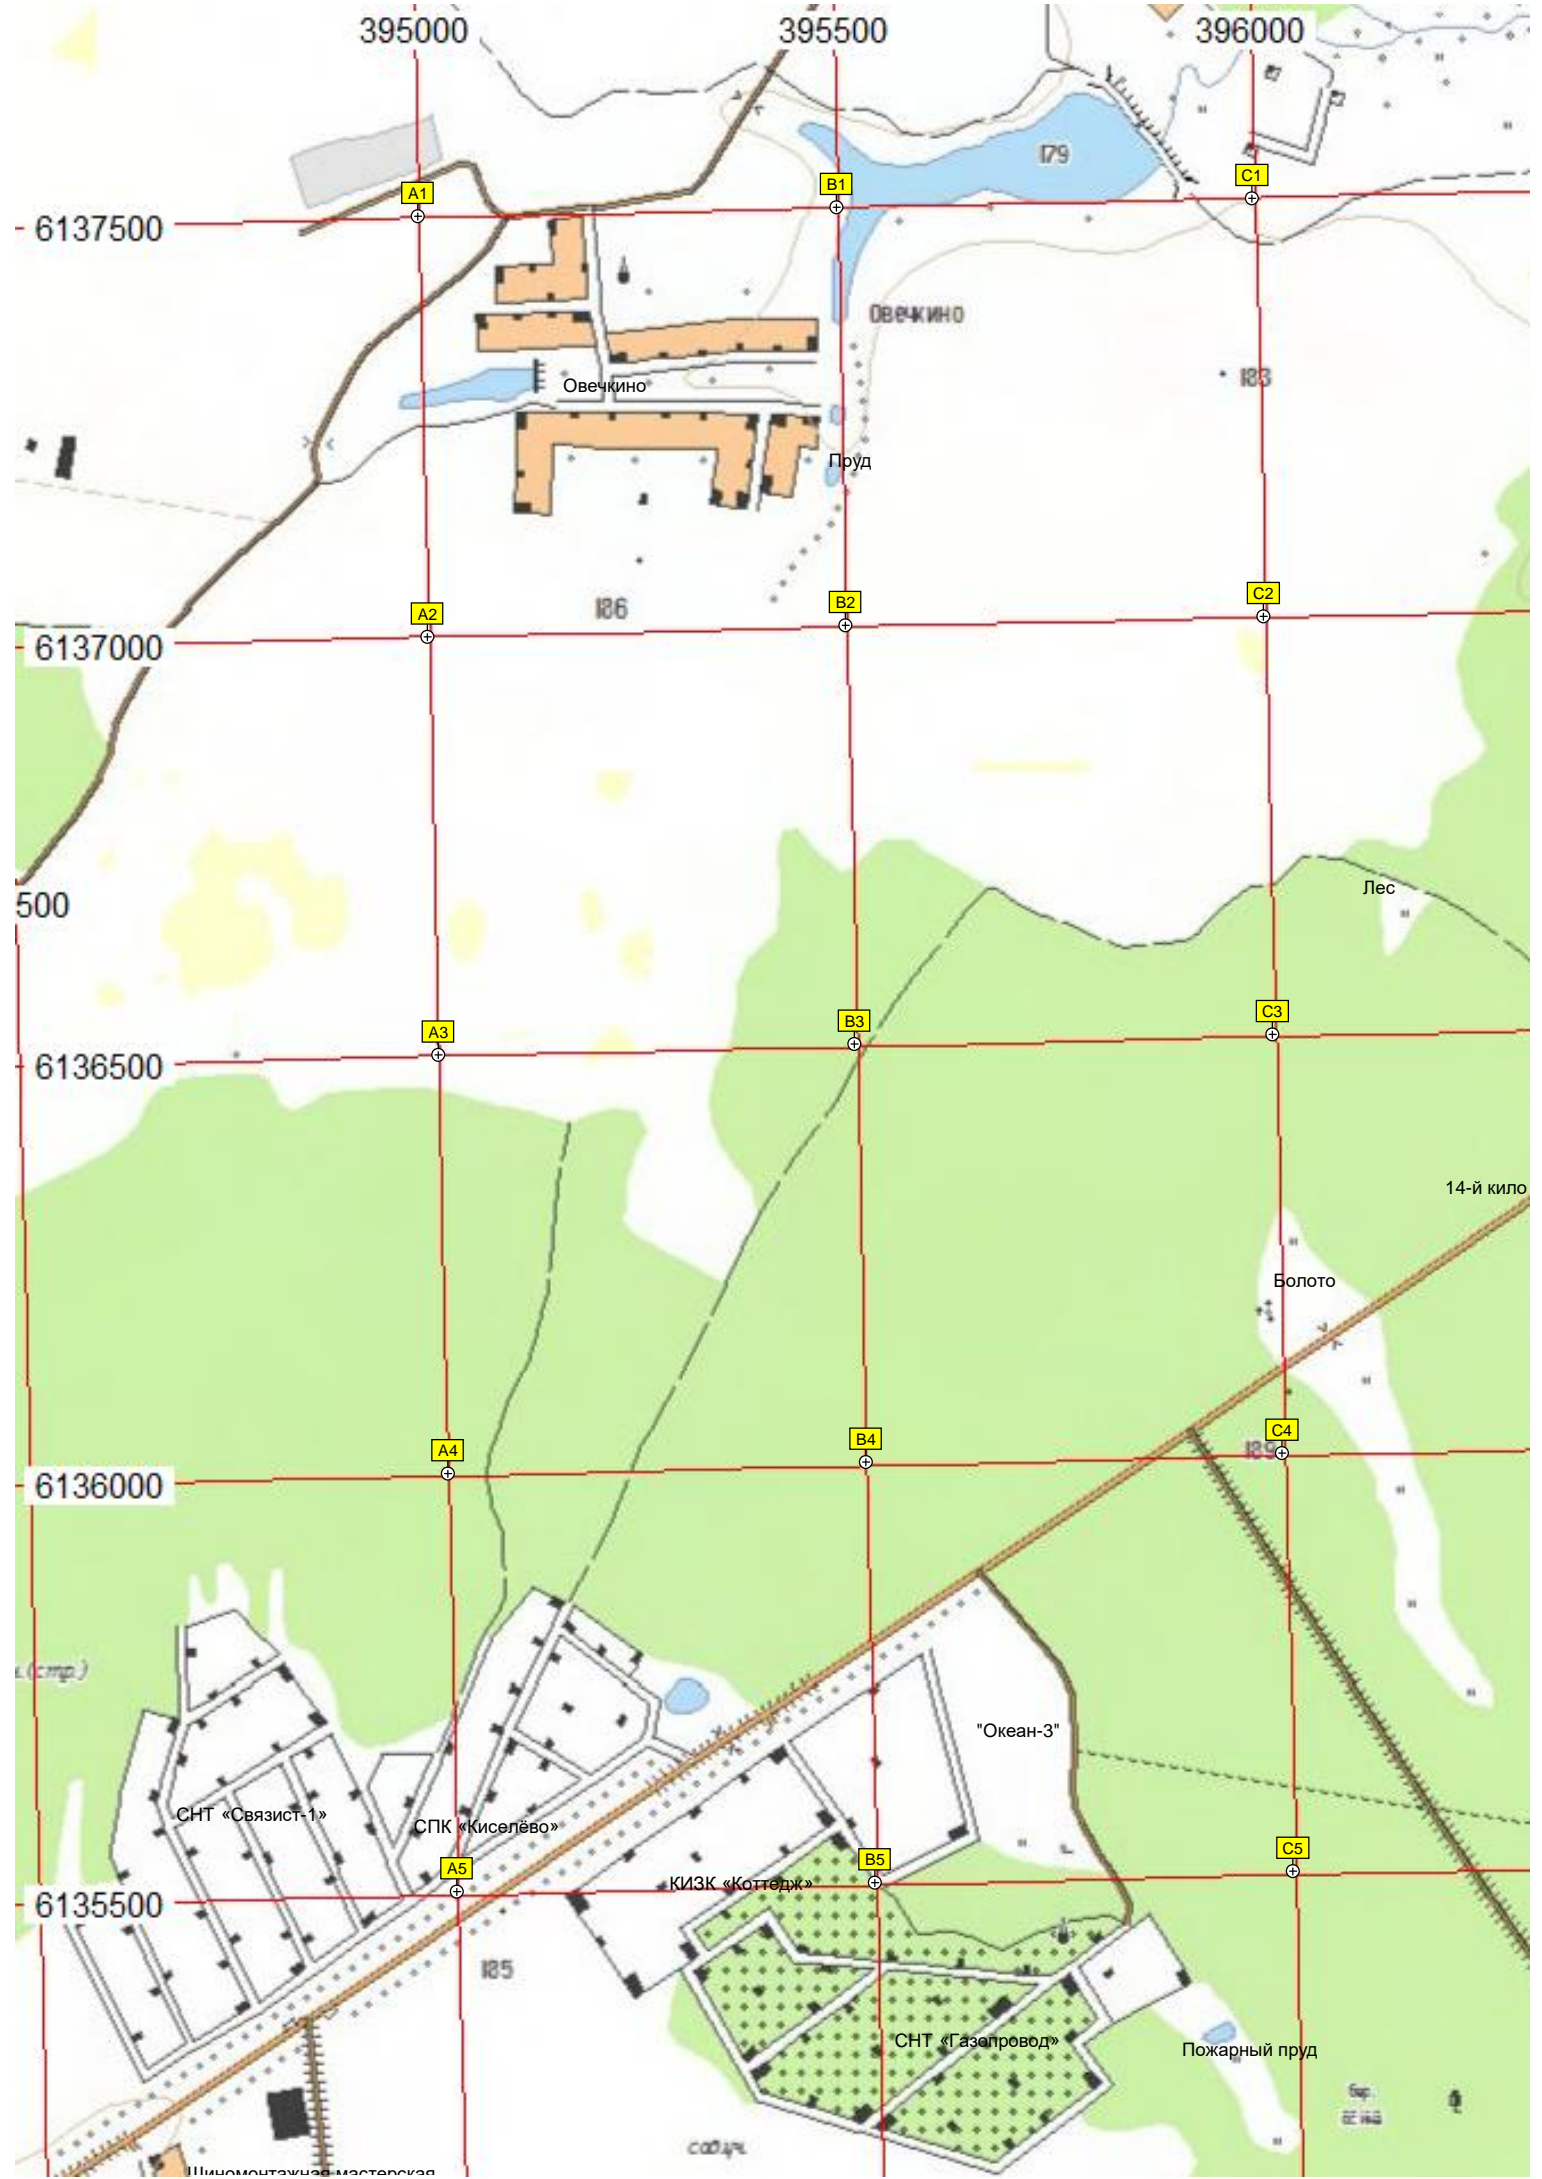 395000 395500 396000
179
A1 B1 C1
6137500
Овечкино
183
Овечкино
Пруд
A2 B2 C2
186
6137000
Лес
500
A3 B3 C3
6136500
14-й кило
Болото
A4 B4 C4
189
6136000
(стр.)
"Океан-3"
СНТ «Связист-1»
СПК «Киселёво»
A5 B5 C5
КИЗК «Коттедж»
6135500
185
СНТ «Газопровод»
Пожарный пруд
Шиномонтажная мастерская